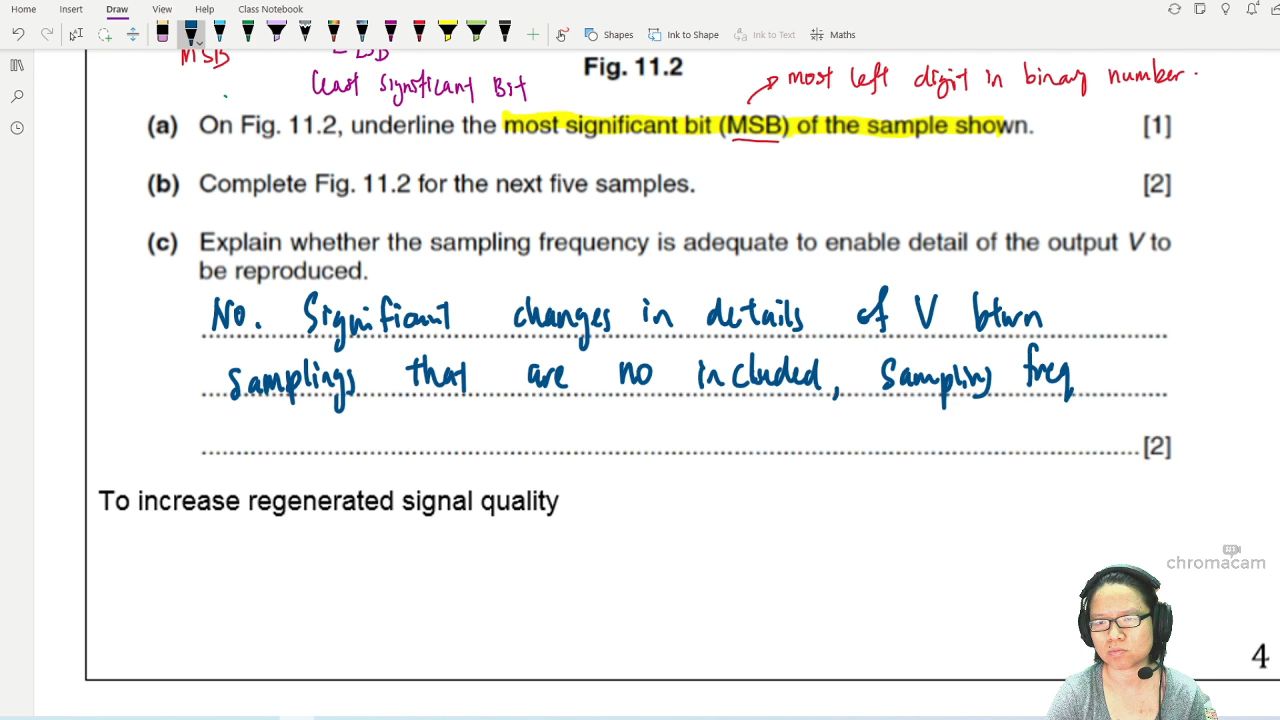 Home Insert Draw View Help Class Notebook
Shapes Ink to Shape Ink to Text Maths
MSB LSB
least significant Bit
Fig. 11.2
most left digit in binary number.
(a) On Fig. 11.2, underline the most significant bit (MSB) of the sample shown. [1]
(b) Complete Fig. 11.2 for the next five samples. [2]
(c) Explain whether the sampling frequency is adequate to enable detail of the output V to
be reproduced.
No. Significant changes in details of V btwn
samplings that are no included, sampling freq
[2]
To increase regenerated signal quality
chromacam
4